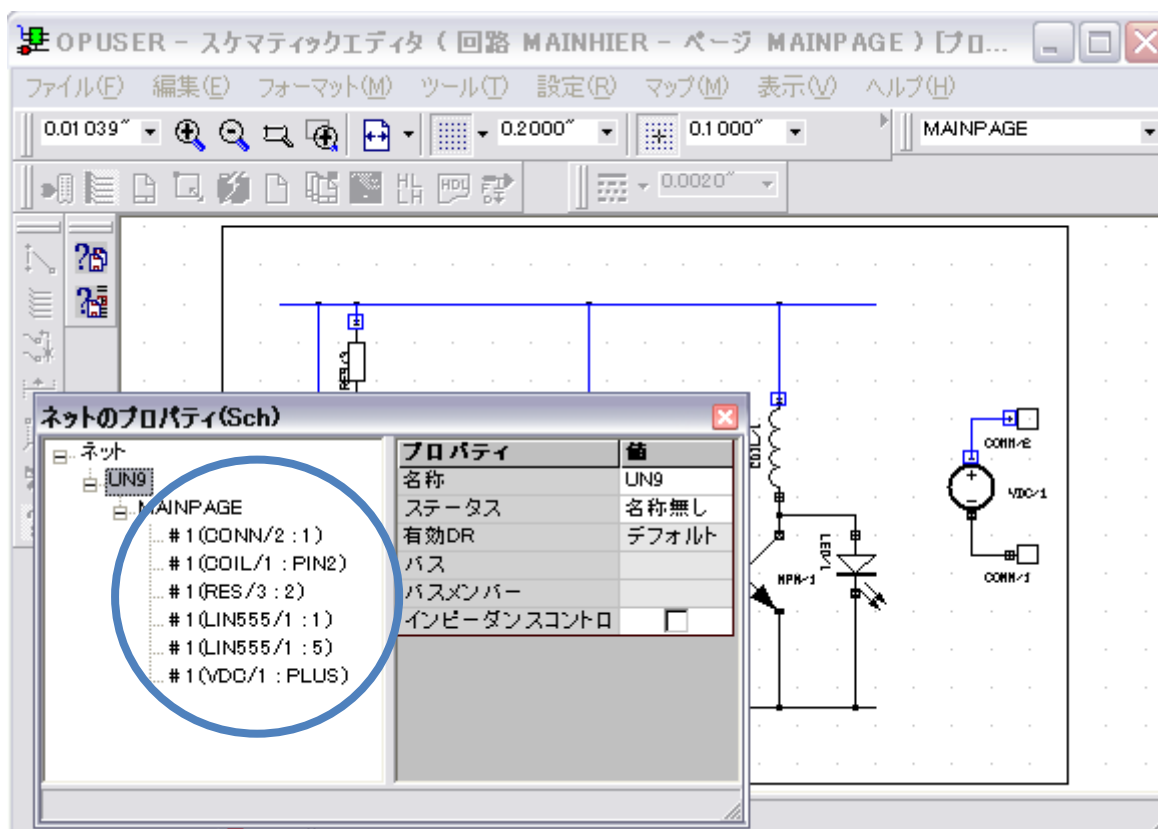 OPUSER - スケマティックエディタ ( 回路 MAINHIER - ページ MAINPAGE ) [プロ...
ファイル(F) 編集(E) フォーマット(M) ツール(T) 設定(R) マップ(M) 表示(V) ヘルプ(H)
0.01039" 0.2000" 0.1000" MAINPAGE
HL LH HDL 0.0020"
RES/3
COIL/1
CONN/2
VDC/1
LED/1
NPN/1
CONN/1
ネットのプロパティ(Sch)
ネット
UN9
MAINPAGE
#1(CONN/2 : 1)
#1(COIL/1 : PIN2)
#1(RES/3 : 2)
#1(LIN555/1 : 1)
#1(LIN555/1 : 5)
#1(VDC/1 : PLUS)
プロパティ 値
名称 UN9
ステータス 名称無し
有効DR デフォルト
バス
バスメンバー
インピーダンスコントロ